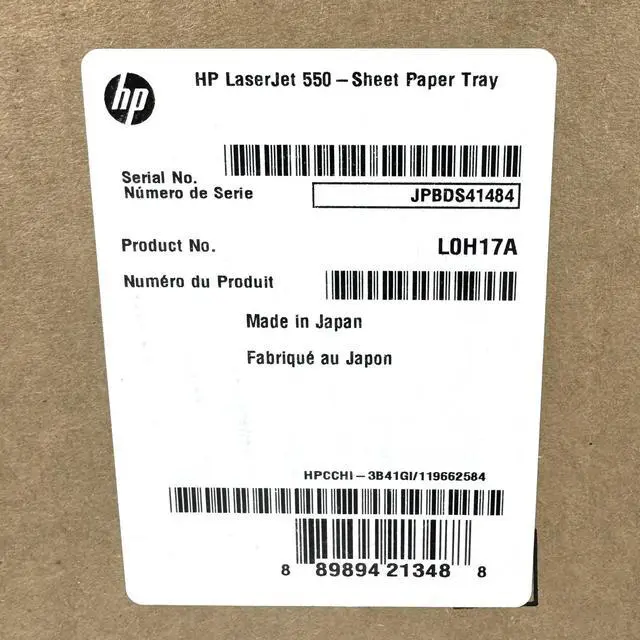 hp
HP LaserJet 550-Sheet Paper Tray
Serial No.
Número de Serie
JPBDS41484
Product No.
L0H17A
Numéro du Produit
Made in Japan
Fabriqué au Japon
HPCCHI-3B41GI/119662584
8 89894 21348 8